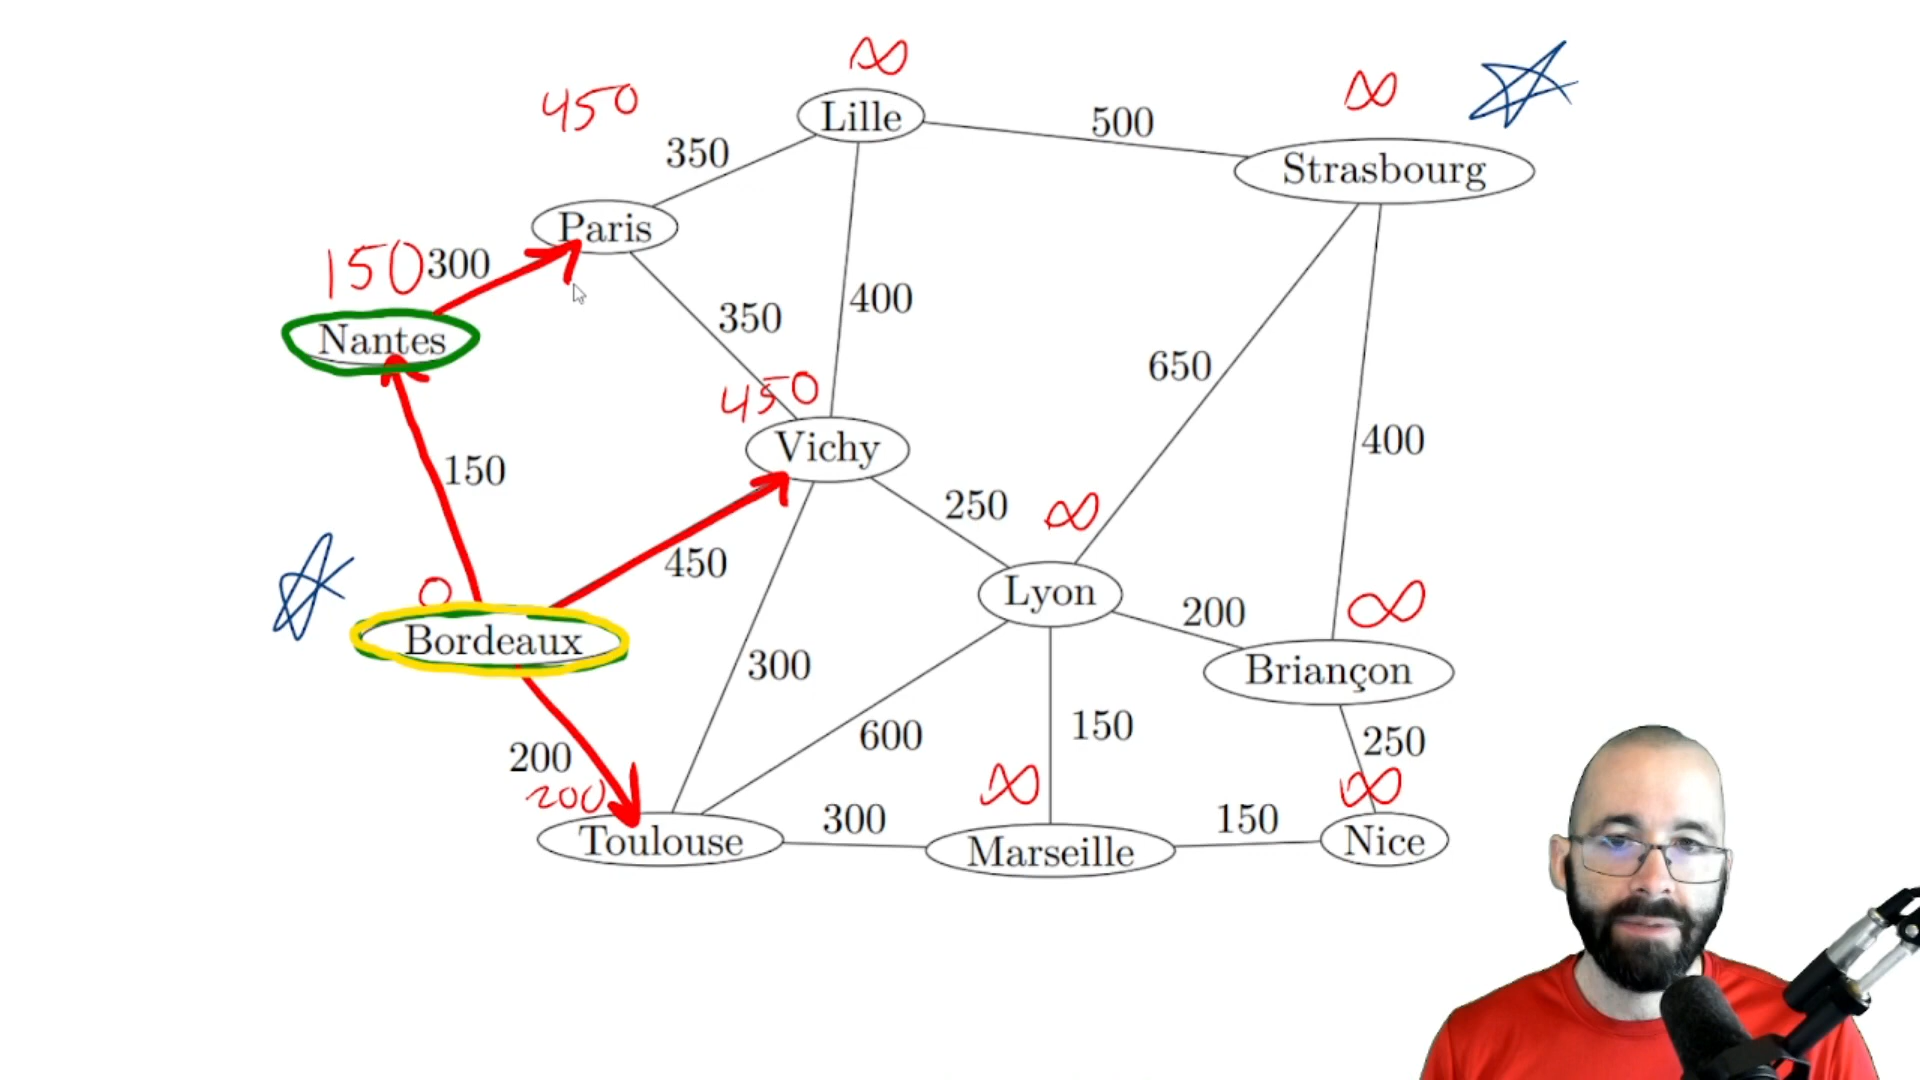 ∞
∞
450
Lille
500
350
Strasbourg
Paris
150
300
Nantes
400
350
650
450
Vichy
400
150
250
∞
450
0
Lyon
200
∞
Bordeaux
300
Briançon
200
600
150
250
200
∞
∞
Toulouse
300
Marseille
150
Nice